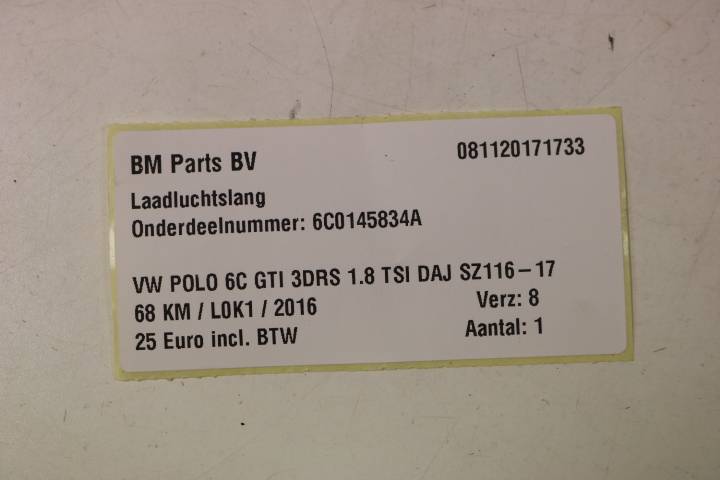 BM Parts BV 081120171733
Laadluchtslang
Onderdeelnummer: 6C0145834A
VW POLO 6C GTI 3DRS 1.8 TSI DAJ SZ116-17
68 KM / L0K1 / 2016 Verz: 8
25 Euro incl. BTW Aantal: 1